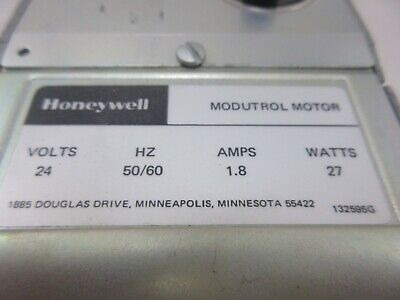 Honeywell MODUTROL MOTOR
VOLTS HZ AMPS WATTS
24 50/60 1.8 27
1885 DOUGLAS DRIVE, MINNEAPOLIS, MINNESOTA 55422 132596G